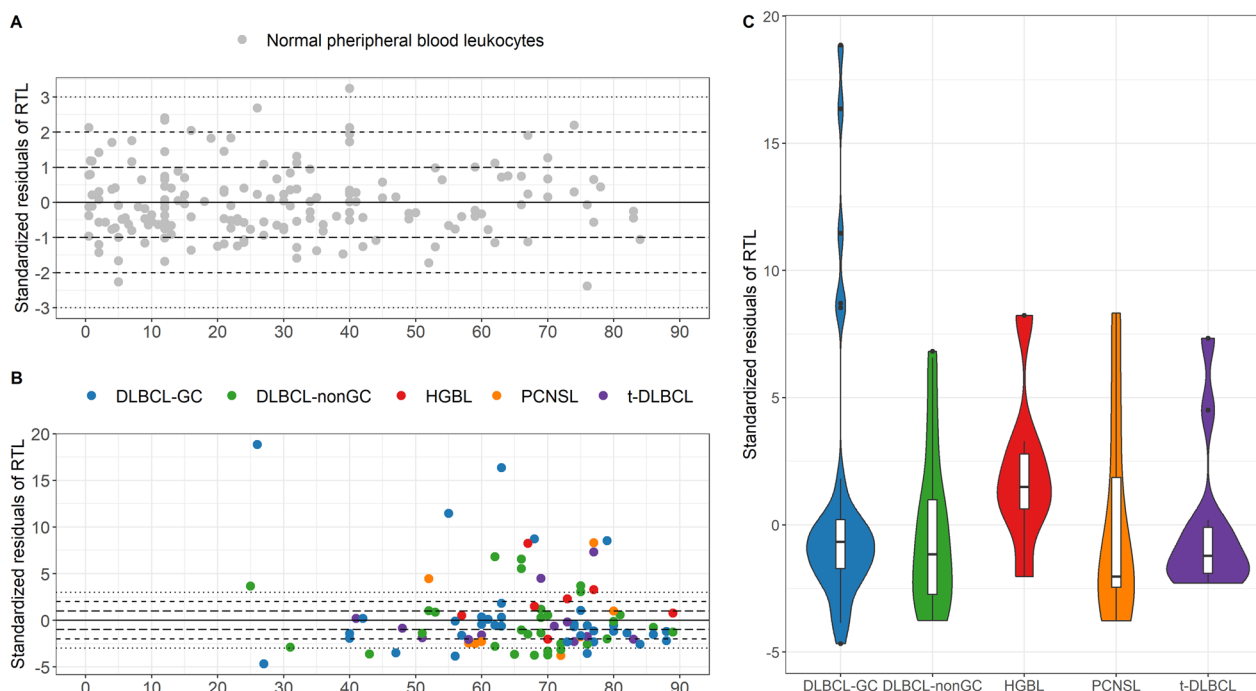 A
Normal pheripheral blood leukocytes
Standardized residuals of RTL
3
2
1
0
-1
-2
-3
0 10 20 30 40 50 60 70 80 90
B
DLBCL-GC DLBCL-nonGC HGBL PCNSL t-DLBCL
Standardized residuals of RTL
20
15
10
5
0
-5
0 10 20 30 40 50 60 70 80 90
C
Standardized residuals of RTL
20
15
10
5
0
-5
DLBCL-GC DLBCL-nonGC HGBL PCNSL t-DLBCL